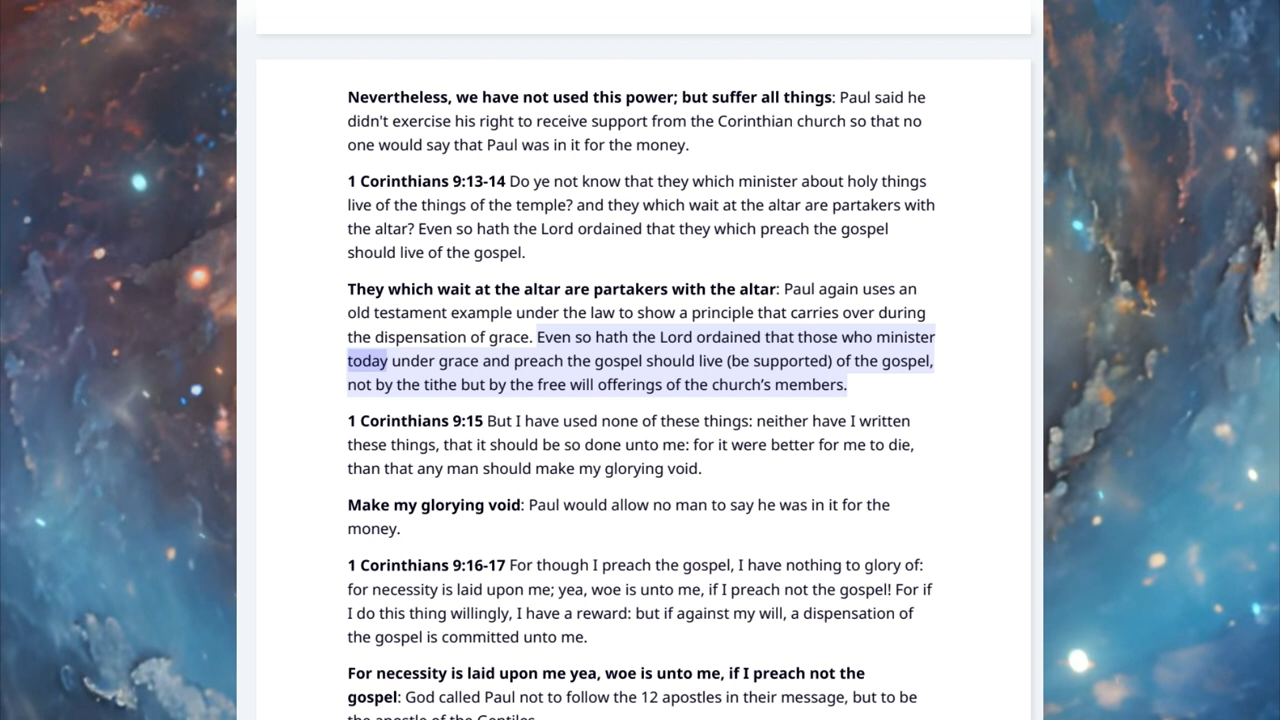 Nevertheless, we have not used this power; but suffer all things: Paul said he
didn't exercise his right to receive support from the Corinthian church so that no
one would say that Paul was in it for the money.
1 Corinthians 9:13-14 Do ye not know that they which minister about holy things
live of the things of the temple? and they which wait at the altar are partakers with
the altar? Even so hath the Lord ordained that they which preach the gospel
should live of the gospel.
They which wait at the altar are partakers with the altar: Paul again uses an
old testament example under the law to show a principle that carries over during
the dispensation of grace. Even so hath the Lord ordained that those who minister
today under grace and preach the gospel should live (be supported) of the gospel,
not by the tithe but by the free will offerings of the church’s members.
1 Corinthians 9:15 But I have used none of these things: neither have I written
these things, that it should be so done unto me: for it were better for me to die,
than that any man should make my glorying void.
Make my glorying void: Paul would allow no man to say he was in it for the
money.
1 Corinthians 9:16-17 For though I preach the gospel, I have nothing to glory of:
for necessity is laid upon me; yea, woe is unto me, if I preach not the gospel! For if
I do this thing willingly, I have a reward: but if against my will, a dispensation of
the gospel is committed unto me.
For necessity is laid upon me yea, woe is unto me, if I preach not the
gospel: God called Paul not to follow the 12 apostles in their message, but to be
the apostle of the Gentiles.